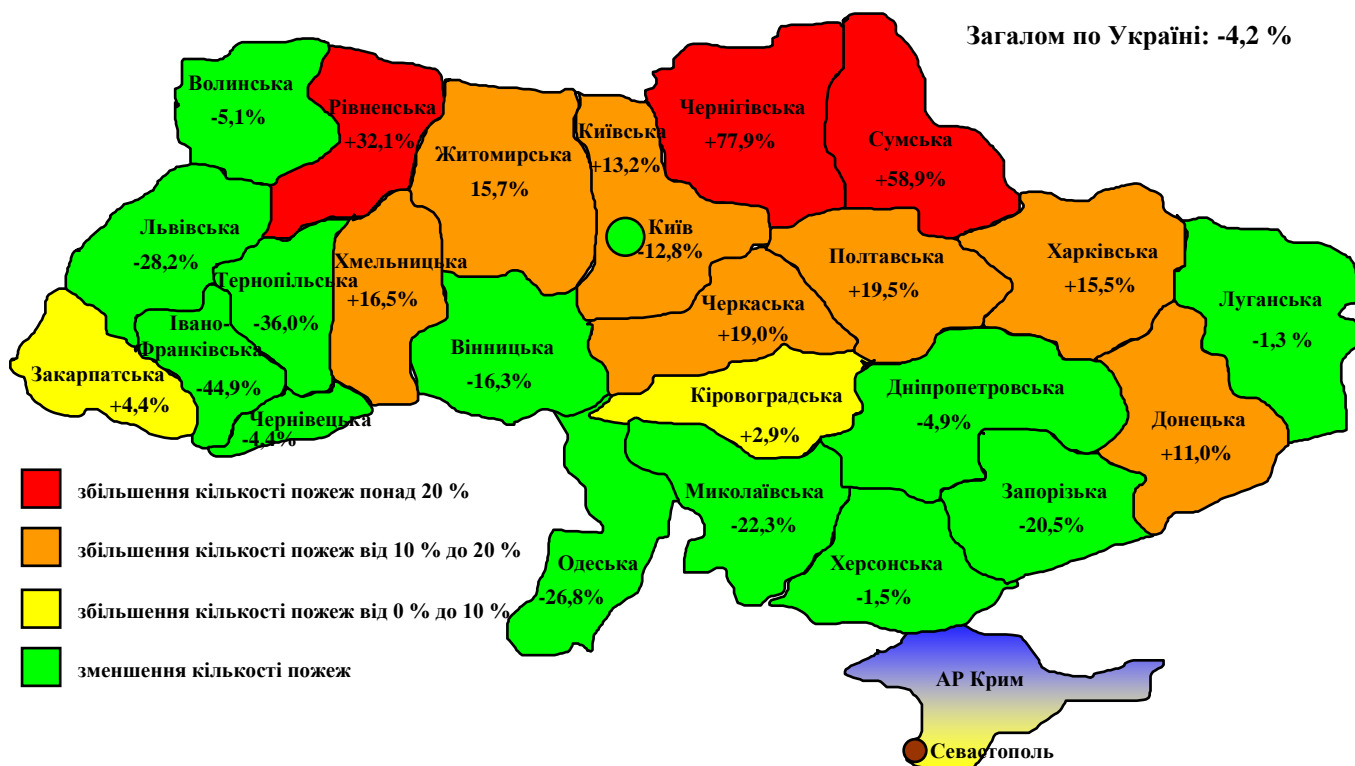 Загалом по Україні: -4,2 %
Волинська
-5,1%
Рівненська
+32,1%
Житомирська
15,7%
Київська
+13,2%
Київ
-12,8%
Чернігівська
+77,9%
Сумська
+58,9%
Львівська
-28,2%
Тернопільська
-36,0%
Хмельницька
+16,5%
Вінницька
-16,3%
Черкаська
+19,0%
Полтавська
+19,5%
Харківська
+15,5%
Луганська
-1,3 %
Закарпатська
+4,4%
Івано-
Франківська
-44,9%
Чернівецька
-4,4%
Кіровоградська
+2,9%
Дніпропетровська
-4,9%
Донецька
+11,0%
Одеська
-26,8%
Миколаївська
-22,3%
Херсонська
-1,5%
Запорізька
-20,5%
АР Крим
Севастополь
збільшення кількості пожеж понад 20 %
збільшення кількості пожеж від 10 % до 20 %
збільшення кількості пожеж від 0 % до 10 %
зменшення кількості пожеж